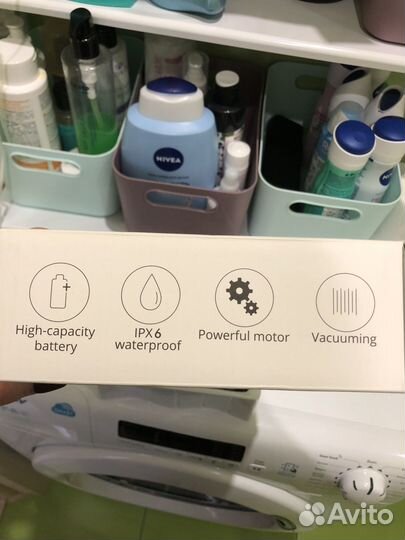 NIVEA
High-capacity
battery
IPX6
waterproof
Powerful motor
Vacuuming
Avito